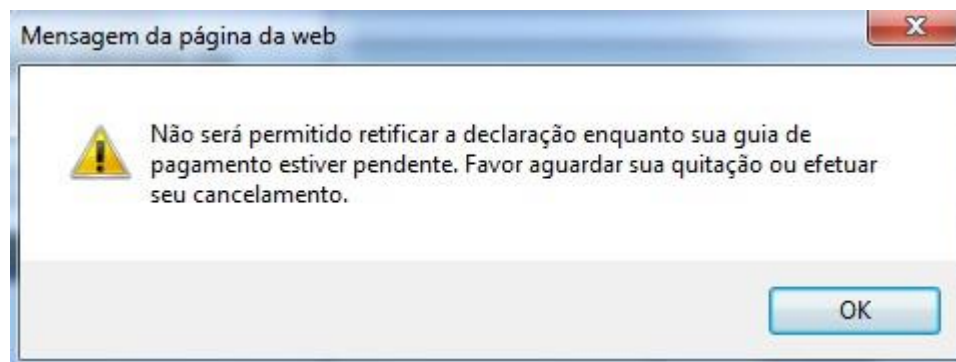 Mensagem da página da web
Não será permitido retificar a declaração enquanto sua guia de
pagamento estiver pendente. Favor aguardar sua quitação ou efetuar
seu cancelamento.
OK